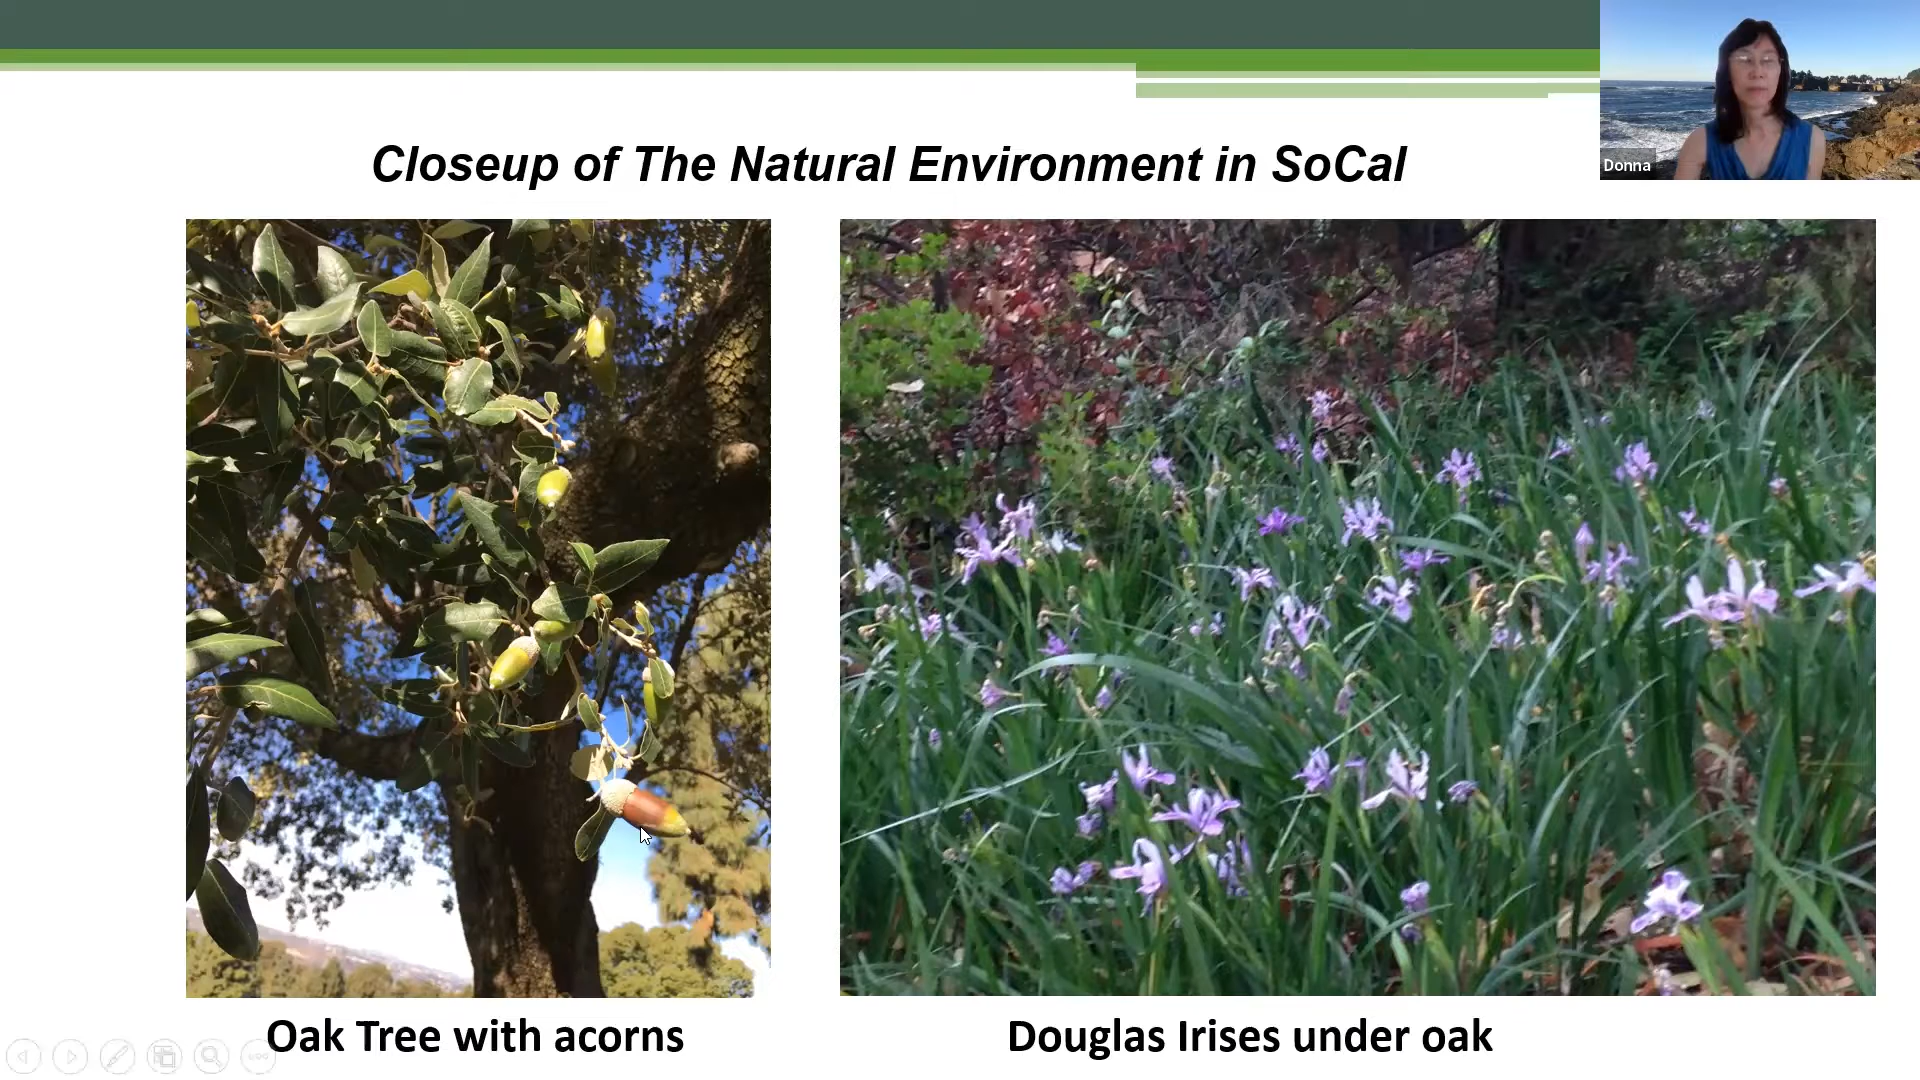 Closeup of The Natural Environment in SoCal
Donna
Oak Tree with acorns
Douglas Irises under oak